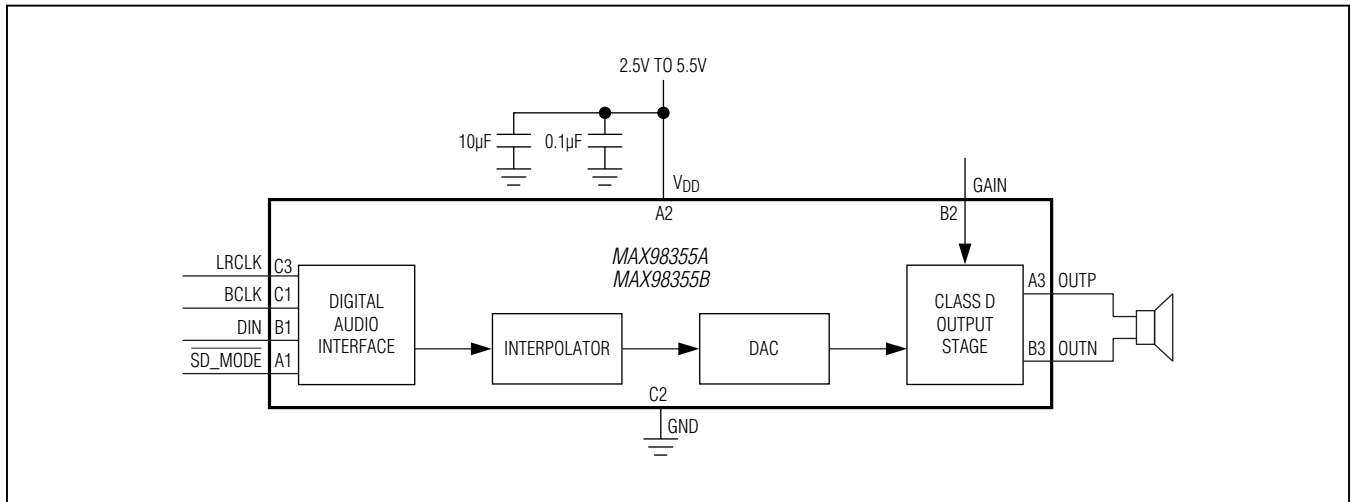 2.5V TO 5.5V
10µF
0.1µF
VDD
GAIN
A2
B2
MAX98355A
MAX98355B
LRCLK
C3
BCLK
C1
DIN
B1
SD_MODE
A1
DIGITAL
AUDIO
INTERFACE
INTERPOLATOR
DAC
CLASS D
OUTPUT
STAGE
A3
OUTP
B3
OUTN
C2
GND